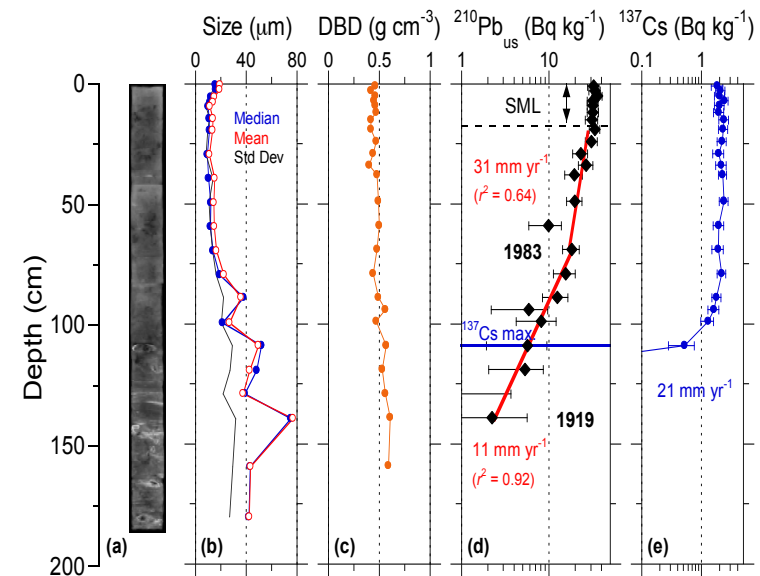 Size (μm)
DBD (g cm-3)
210Pbus (Bq kg-1)
137Cs (Bq kg-1)
0 40 80
0 0.5 1
1 10
0.1 1
0
50
100
150
200
Depth (cm)
Median
Mean
Std Dev
SML
31 mm yr-1
(r2 = 0.64)
1983
137Cs max.
21 mm yr-1
1919
11 mm yr-1
(r2 = 0.92)
(a)
(b)
(c)
(d)
(e)